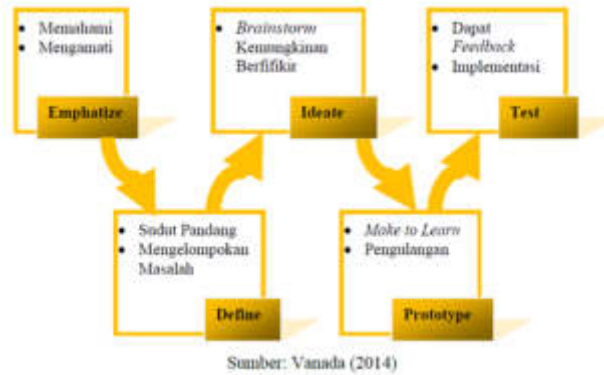 • Memahami
• Mengamati
Emphatize
• Brainstorm
Kemungkinan
Berfifikir
Ideate
• Dapat
Feedback
• Implementasi
Test
• Sudut Pandang
• Mengelompokan
Masalah
Define
• Make to Learn
• Pengulangan
Prototype
Sumber: Vanada (2014)